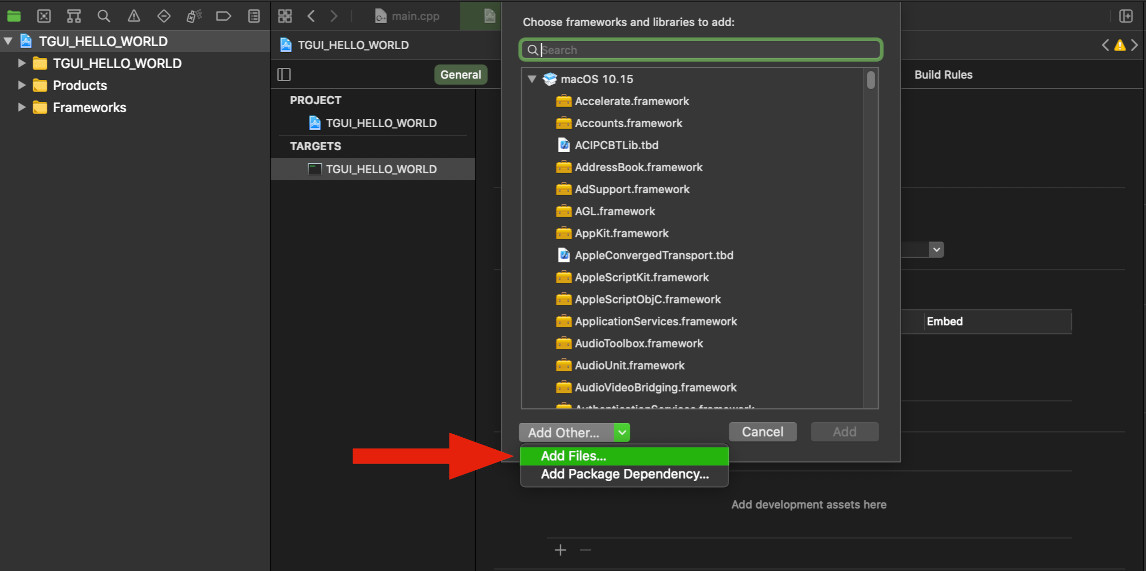 main.cpp
TGUI_HELLO_WORLD
TGUI_HELLO_WORLD
Products
Frameworks
TGUI_HELLO_WORLD
General
Build Rules
PROJECT
TGUI_HELLO_WORLD
TARGETS
TGUI_HELLO_WORLD
Choose frameworks and libraries to add:
Search
macOS 10.15
Accelerate.framework
Accounts.framework
ACIPCBTLib.tbd
AddressBook.framework
AdSupport.framework
AGL.framework
AppKit.framework
AppleConvergedTransport.tbd
AppleScriptKit.framework
AppleScriptObjC.framework
ApplicationServices.framework
AudioToolbox.framework
AudioUnit.framework
AudioVideoBridging.framework
AuthenticationServices.framework
Embed
Add Other...
Cancel
Add
Add Files...
Add Package Dependency...
Add development assets here